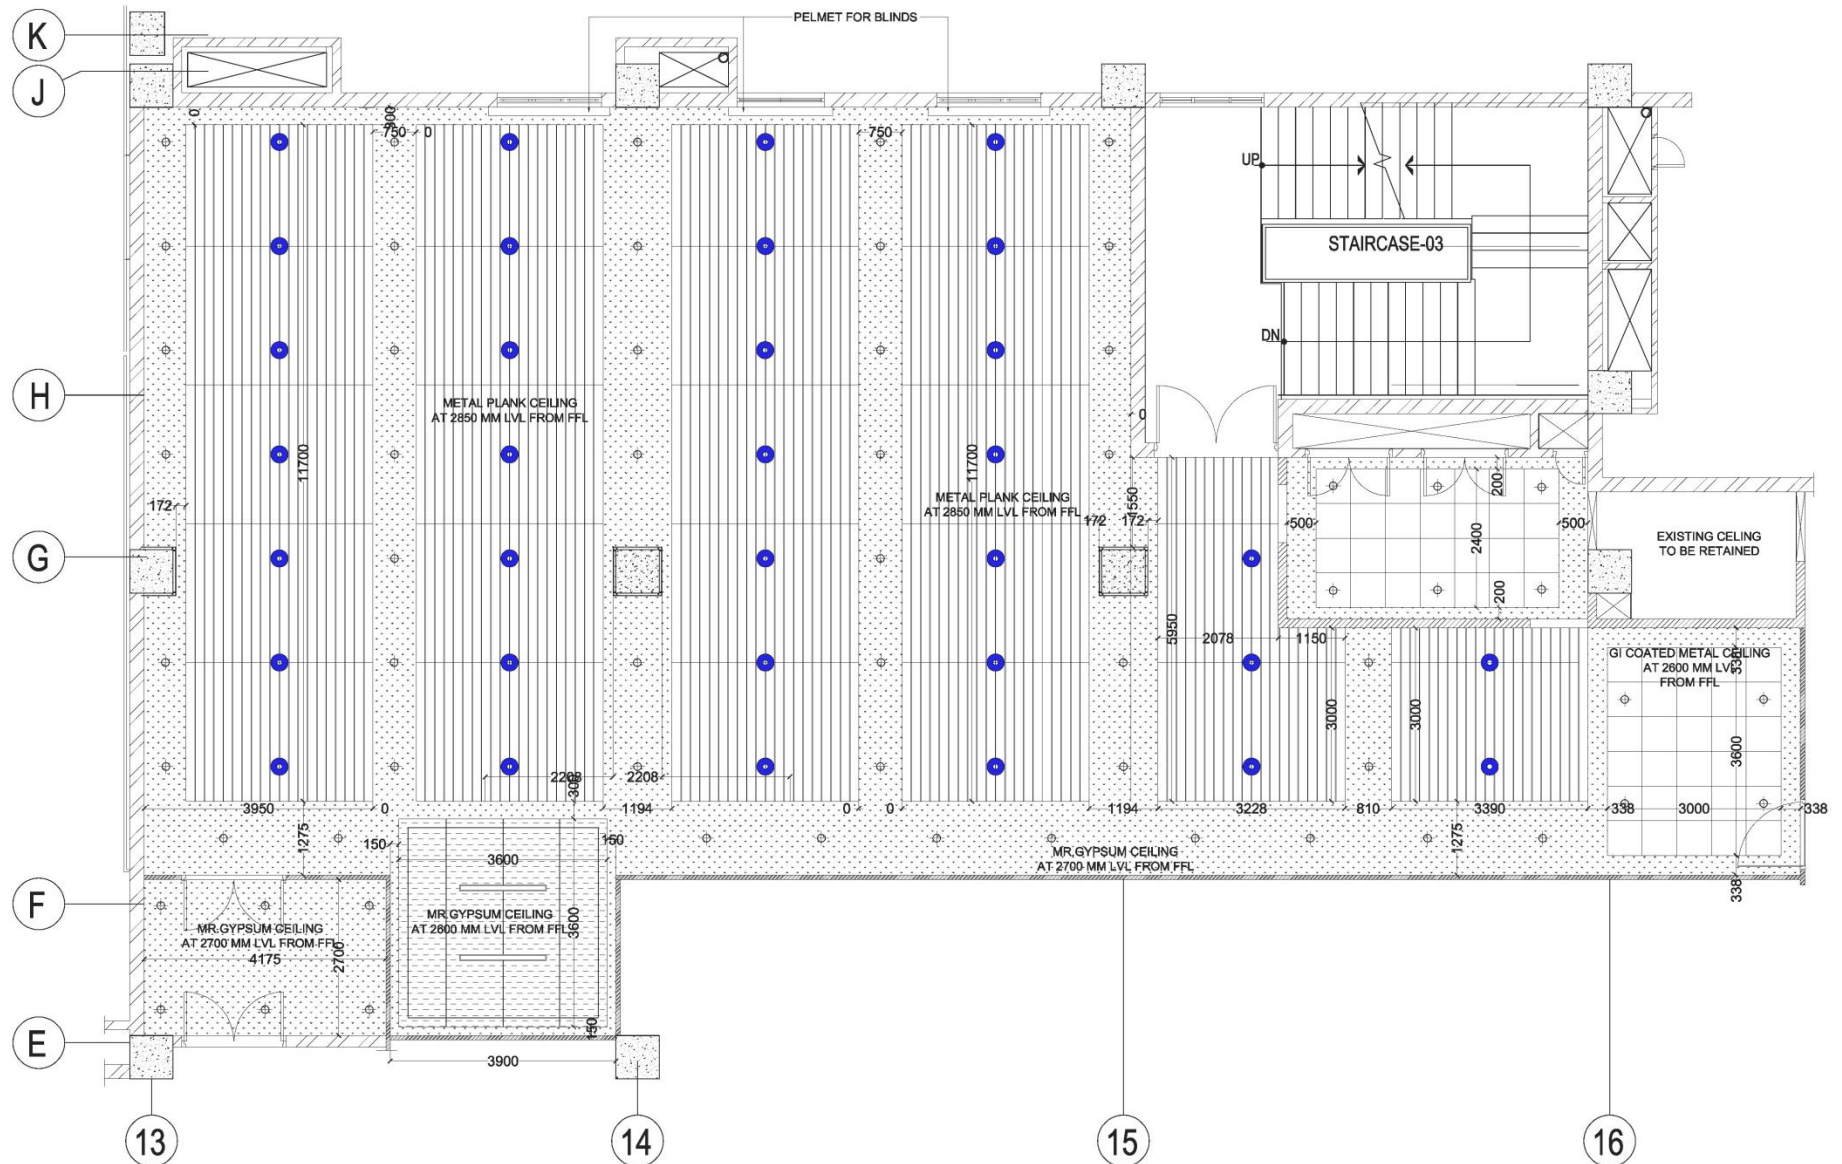 PELMET FOR BLINDS
K
J
0
300
750
0
750
UP
STAIRCASE-03
DN
H
METAL PLANK CEILING
AT 2850 MM LVL FROM FFL
0
11700
11700
METAL PLANK CEILING
AT 2850 MM LVL FROM FFL
172
172
172
1550
500
200
2400
500
200
EXISTING CELING
TO BE RETAINED
G
5950
2078
1150
GI COATED METAL CEILING
AT 2600 MM LVL
FROM FFL
338
3000
3000
3600
2208
300
2208
3950
0
1194
0
0
1194
3228
810
3390
338
3000
338
1275
150
150
3600
1275
MR.GYPSUM CEILING
AT 2700 MM LVL FROM FFL
338
F
MR.GYPSUM CEILING
AT 2700 MM LVL FROM FFL
4175
2700
MR.GYPSUM CEILING
AT 2600 MM LVL FROM FFL
3600
150
E
3900
13
14
15
16